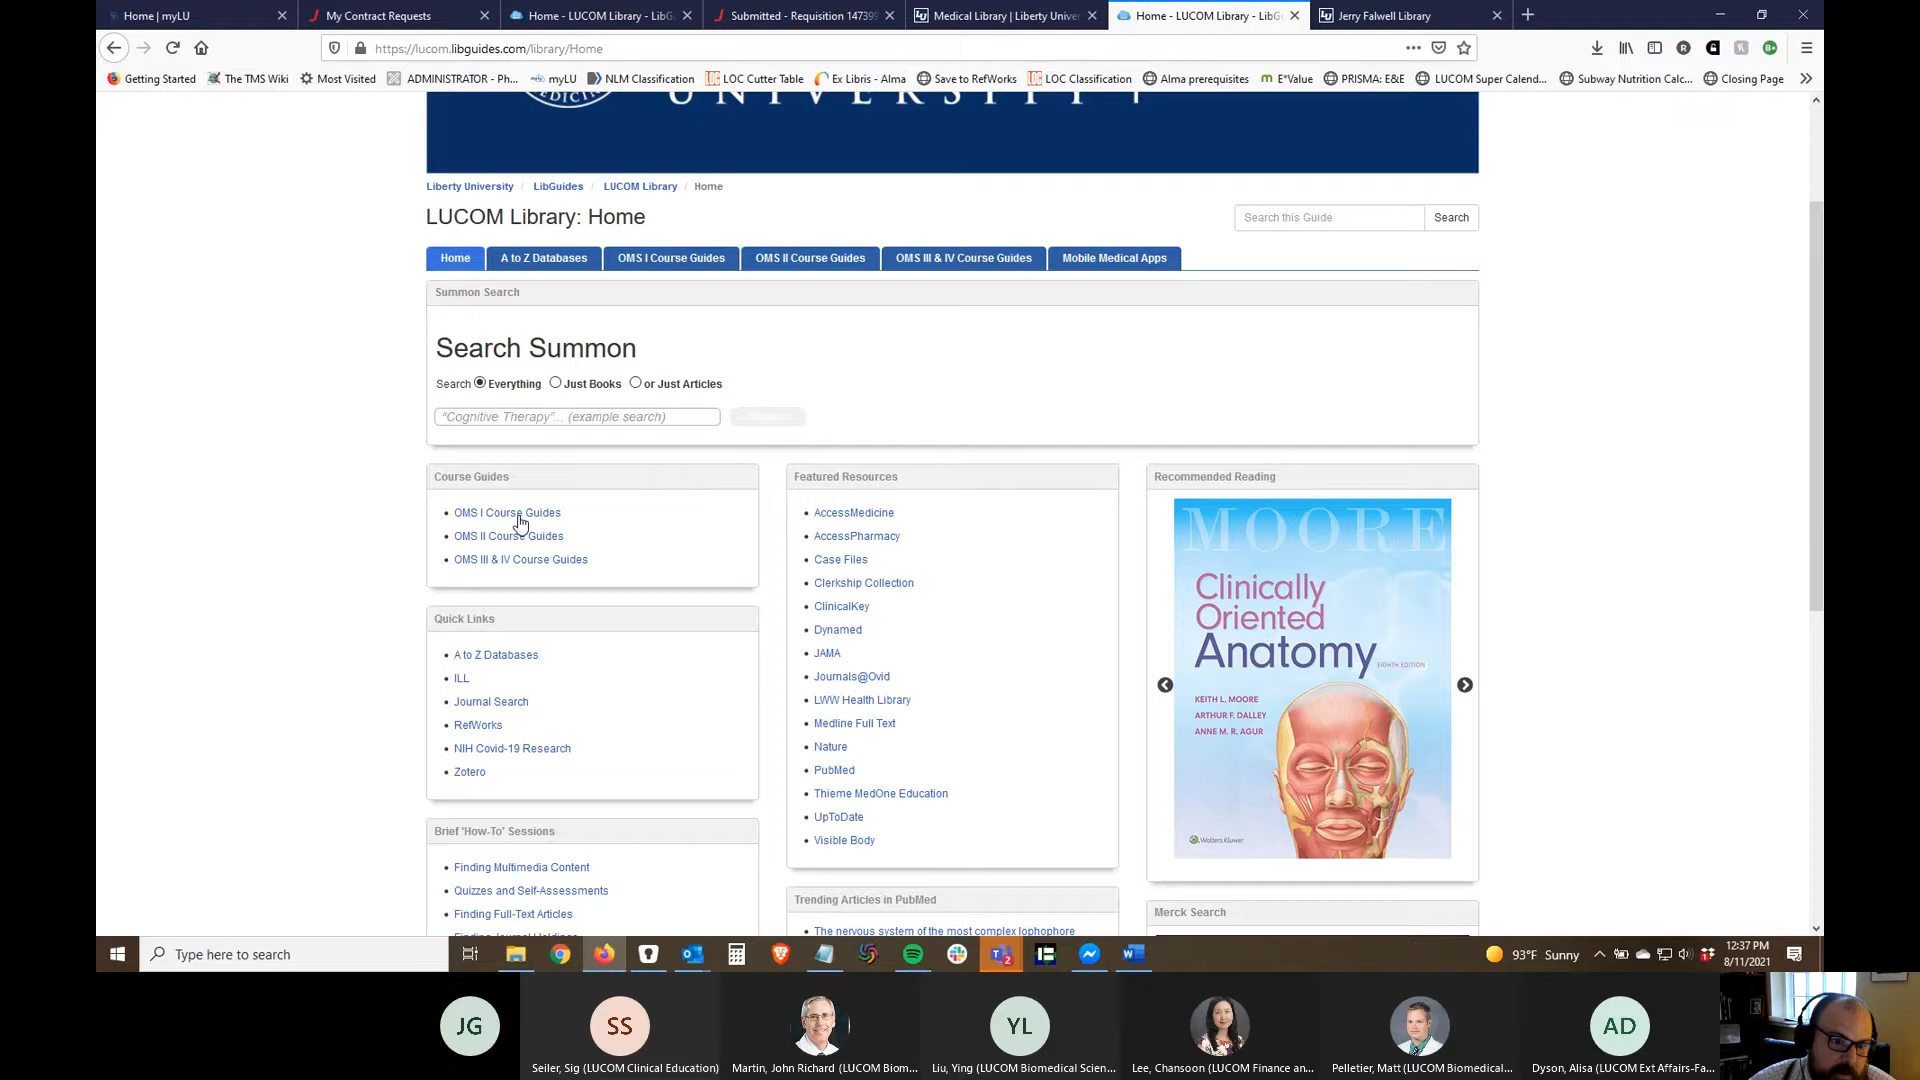 Home | myLU
My Contract Requests
Home - LUCOM Library - LibG
Submitted - Requisition 147399
Medical Library | Liberty Univer
Home - LUCOM Library - LibG
Jerry Falwell Library
https://lucom.libguides.com/library/Home
Getting Started
The TMS Wiki
Most Visited
ADMINISTRATOR - Ph...
myLU
NLM Classification
LOC Cutter Table
Ex Libris - Alma
Save to RefWorks
LOC Classification
Alma prerequisites
E*Value
PRISMA: E&E
LUCOM Super Calend...
Subway Nutrition Calc...
Closing Page
MEDICINE
UNIVERSITY
Liberty University / LibGuides / LUCOM Library / Home
LUCOM Library: Home
Search this Guide
Search
Home
A to Z Databases
OMS I Course Guides
OMS II Course Guides
OMS III & IV Course Guides
Mobile Medical Apps
Summon Search
Search Summon
Search Everything Just Books or Just Articles
"Cognitive Therapy"... (example search)
Course Guides
OMS I Course Guides
OMS II Course Guides
OMS III & IV Course Guides
Quick Links
A to Z Databases
ILL
Journal Search
RefWorks
NIH Covid-19 Research
Zotero
Brief 'How-To' Sessions
Finding Multimedia Content
Quizzes and Self-Assessments
Finding Full-Text Articles
Featured Resources
AccessMedicine
AccessPharmacy
Case Files
Clerkship Collection
ClinicalKey
Dynamed
JAMA
Journals@Ovid
LWW Health Library
Medline Full Text
Nature
PubMed
Thieme MedOne Education
UpToDate
Visible Body
Trending Articles in PubMed
The nervous system of the most complex lophophore
Recommended Reading
MOORE
Clinically
Oriented
Anatomy
EIGHTH EDITION
KEITH L. MOORE
ARTHUR F. DALLEY
ANNE M. R. AGUR
Wolters Kluwer
Merck Search
Type here to search
2
93°F Sunny
12:37 PM
8/11/2021
JG
SS
YL
AD
Seiler, Sig (LUCOM Clinical Education)
Martin, John Richard (LUCOM Biom...
Liu, Ying (LUCOM Biomedical Scien...
Lee, Chansoon (LUCOM Finance an...
Pelletier, Matt (LUCOM Biomedical...
Dyson, Alisa (LUCOM Ext Affairs-Fa...